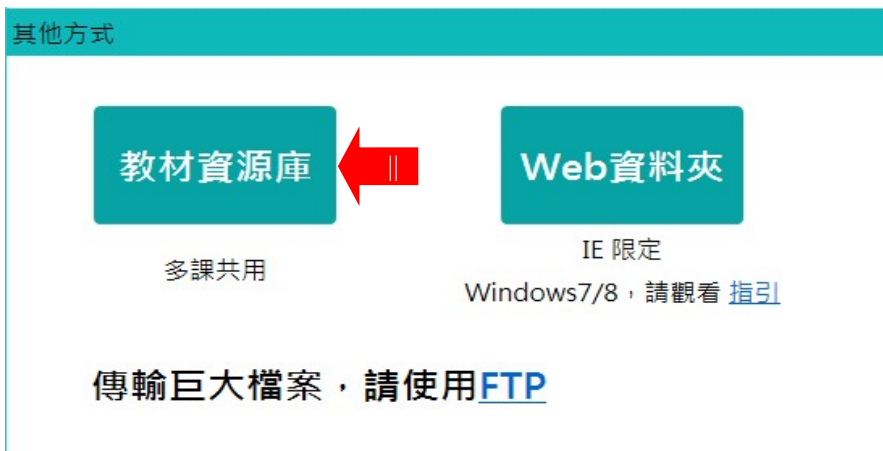 其他方式
教材資源庫
Web資料夾
多課共用
IE 限定
Windows7/8，請觀看 指引
傳輸巨大檔案，請使用FTP